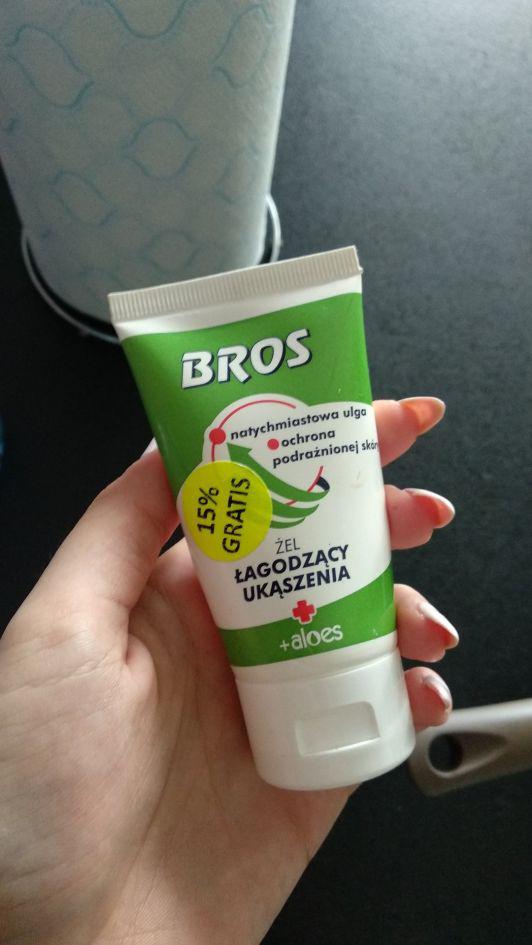 BROS
natychmiastowa ulga
ochrona
podrażnionej skóry
15%
GRATIS
ŻEL
ŁAGODZĄCY
UKĄSZENIA
+aloes